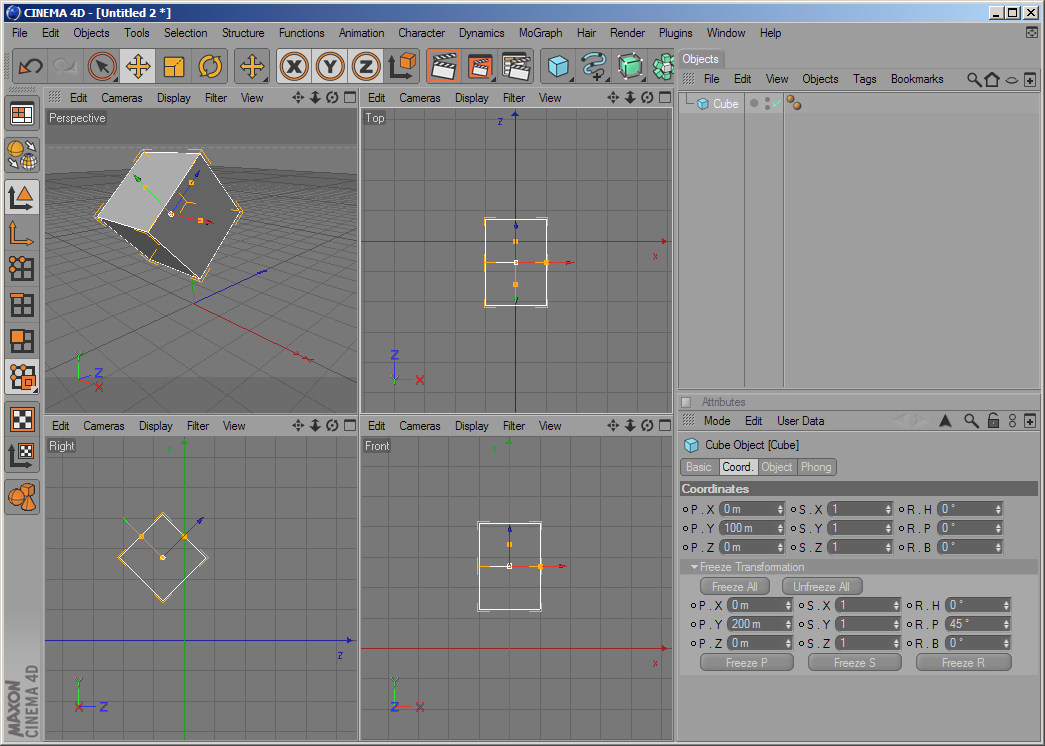 CINEMA 4D - [Untitled 2 *]
File Edit Objects Tools Selection Structure Functions Animation Character Dynamics MoGraph Hair Render Plugins Window Help
X Y Z
Objects
File Edit View Objects Tags Bookmarks
Cube
Edit Cameras Display Filter View
Perspective
Y Z X
Edit Cameras Display Filter View
Top
Z
X
Z Y X
Edit Cameras Display Filter View
Right
Y
Z
Y X Z
Edit Cameras Display Filter View
Front
Y
X
Y Z X
Attributes
Mode Edit User Data
Cube Object [Cube]
Basic Coord. Object Phong
Coordinates
P . X 0 m S . X 1 R . H 0 °
P . Y 100 m S . Y 1 R . P 0 °
P . Z 0 m S . Z 1 R . B 0 °
Freeze Transformation
Freeze All Unfreeze All
P . X 0 m S . X 1 R . H 0 °
P . Y 200 m S . Y 1 R . P 45 °
P . Z 0 m S . Z 1 R . B 0 °
Freeze P Freeze S Freeze R
MAXON
CINEMA 4D